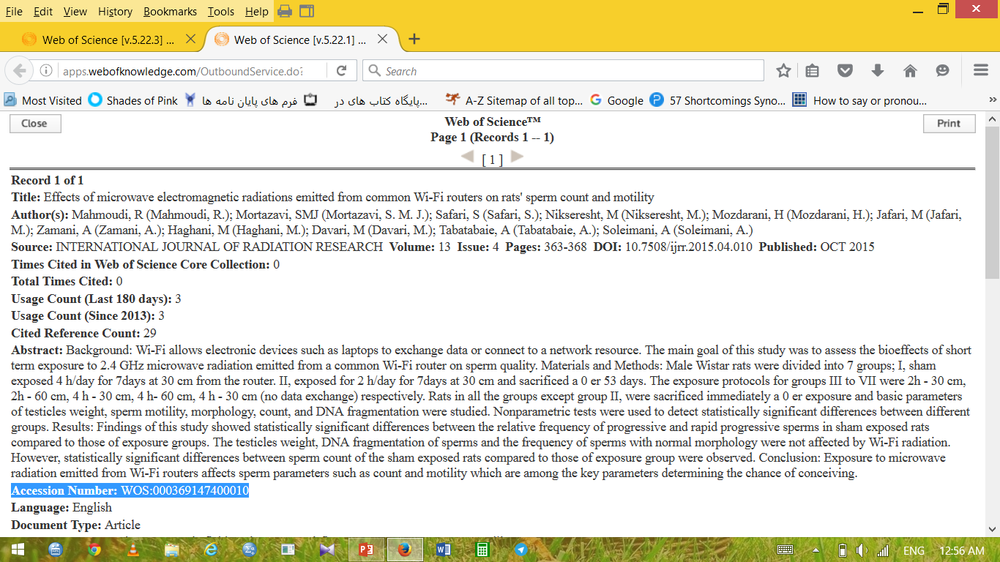 File Edit View History Bookmarks Tools Help
Web of Science [v.5.22.3] ...
Web of Science [v.5.22.1] ...
apps.webofknowledge.com/OutboundService.do?
Search
Most Visited
Shades of Pink
فرم های پایان نامه ها
پایگاه کتاب های در...
A-Z Sitemap of all top...
Google
57 Shortcomings Syno...
How to say or pronou...
Close
Web of Science™
Print
Page 1 (Records 1 -- 1)
[ 1 ]
Record 1 of 1
Title: Effects of microwave electromagnetic radiations emitted from common Wi-Fi routers on rats' sperm count and motility
Author(s): Mahmoudi, R (Mahmoudi, R.); Mortazavi, SMJ (Mortazavi, S. M. J.); Safari, S (Safari, S.); Nikseresht, M (Nikseresht, M.); Mozdarani, H (Mozdarani, H.); Jafari, M (Jafari,
M.); Zamani, A (Zamani, A.); Haghani, M (Haghani, M.); Davari, M (Davari, M.); Tabatabaie, A (Tabatabaie, A.); Soleimani, A (Soleimani, A.)
Source: INTERNATIONAL JOURNAL OF RADIATION RESEARCH Volume: 13 Issue: 4 Pages: 363-368 DOI: 10.7508/ijrr.2015.04.010 Published: OCT 2015
Times Cited in Web of Science Core Collection: 0
Total Times Cited: 0
Usage Count (Last 180 days): 3
Usage Count (Since 2013): 3
Cited Reference Count: 29
Abstract: Background: Wi-Fi allows electronic devices such as laptops to exchange data or connect to a network resource. The main goal of this study was to assess the bioeffects of short
term exposure to 2.4 GHz microwave radiation emitted from a common Wi-Fi router on sperm quality. Materials and Methods: Male Wistar rats were divided into 7 groups; I, sham
exposed 4 h/day for 7days at 30 cm from the router. II, exposed for 2 h/day for 7days at 30 cm and sacrificed a 0 er 53 days. The exposure protocols for groups III to VII were 2h - 30 cm,
2h - 60 cm, 4 h - 30 cm, 4 h- 60 cm, 4 h - 30 cm (no data exchange) respectively. Rats in all the groups except group II, were sacrificed immediately a 0 er exposure and basic parameters
of testicles weight, sperm motility, morphology, count, and DNA fragmentation were studied. Nonparametric tests were used to detect statistically significant differences between different
groups. Results: Findings of this study showed statistically significant differences between the relative frequency of progressive and rapid progressive sperms in sham exposed rats
compared to those of exposure groups. The testicles weight, DNA fragmentation of sperms and the frequency of sperms with normal morphology were not affected by Wi-Fi radiation.
However, statistically significant differences between sperm count of the sham exposed rats compared to those of exposure group were observed. Conclusion: Exposure to microwave
radiation emitted from Wi-Fi routers affects sperm parameters such as count and motility which are among the key parameters determining the chance of conceiving.
Accession Number: WOS:000369147400010
Language: English
Document Type: Article
ENG 12:56 AM